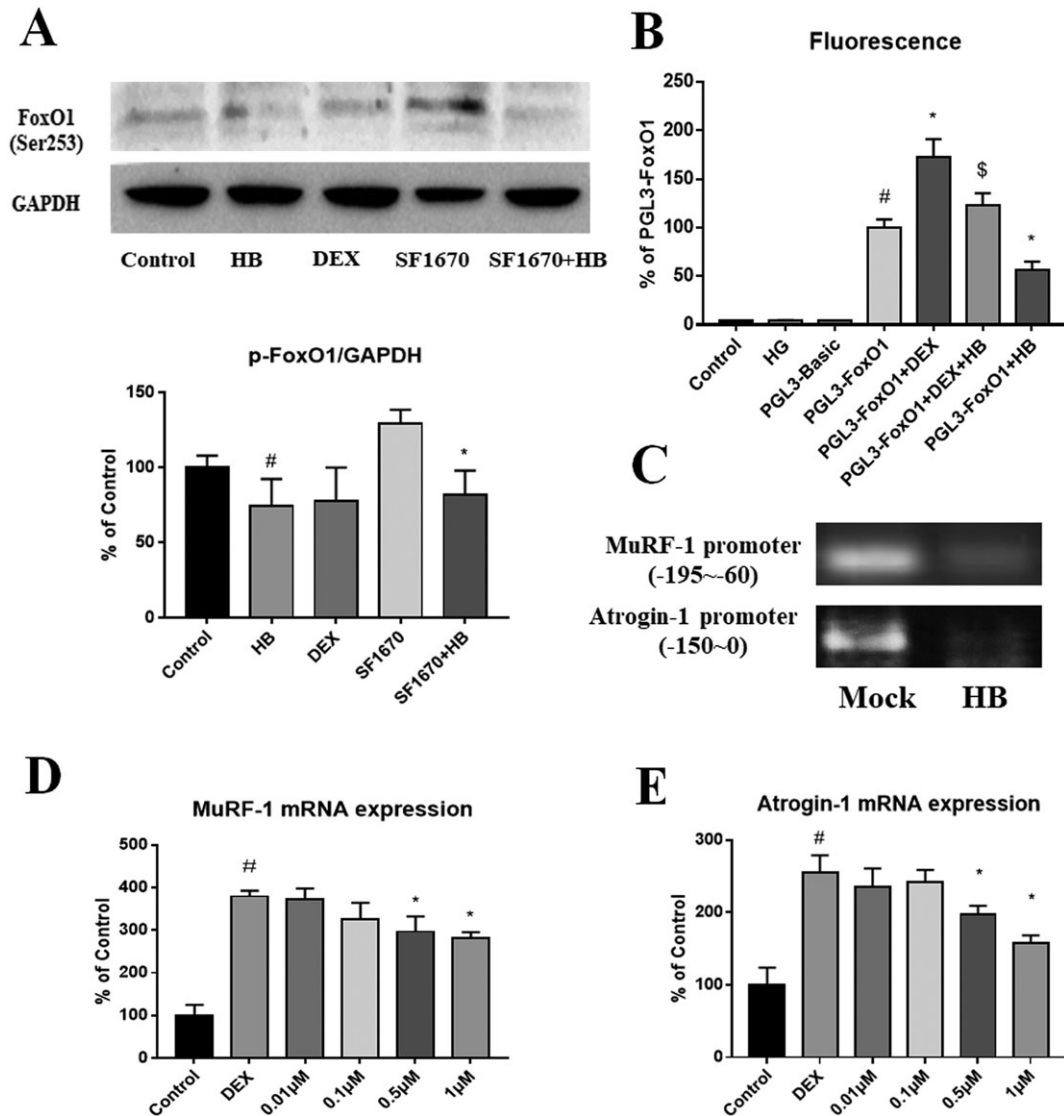 A
FoxO1
(Ser253)
GAPDH
Control HB DEX SF1670 SF1670+HB
p-FoxO1/GAPDH
% of Control
150
100
50
0
#
*
Control
HB
DEX
SF1670
SF1670+HB
B
Fluorescence
% of PGL3-FoxO1
250
200
150
100
50
0
#
*
$
*
Control
HG
PGL3-Basic
PGL3-FoxO1
PGL3-FoxO1+DEX
PGL3-FoxO1+DEX+HB
PGL3-FoxO1+HB
C
MuRF-1 promoter
(-195~-60)
Atrogin-1 promoter
(-150~0)
Mock HB
D
MuRF-1 mRNA expression
% of Control
500
400
300
200
100
0
#
*
*
Control
DEX
0.01μM
0.1μM
0.5μM
1μM
E
Atrogin-1 mRNA expression
% of Control
300
200
100
0
#
*
*
Control
DEX
0.01μM
0.1μM
0.5μM
1μM